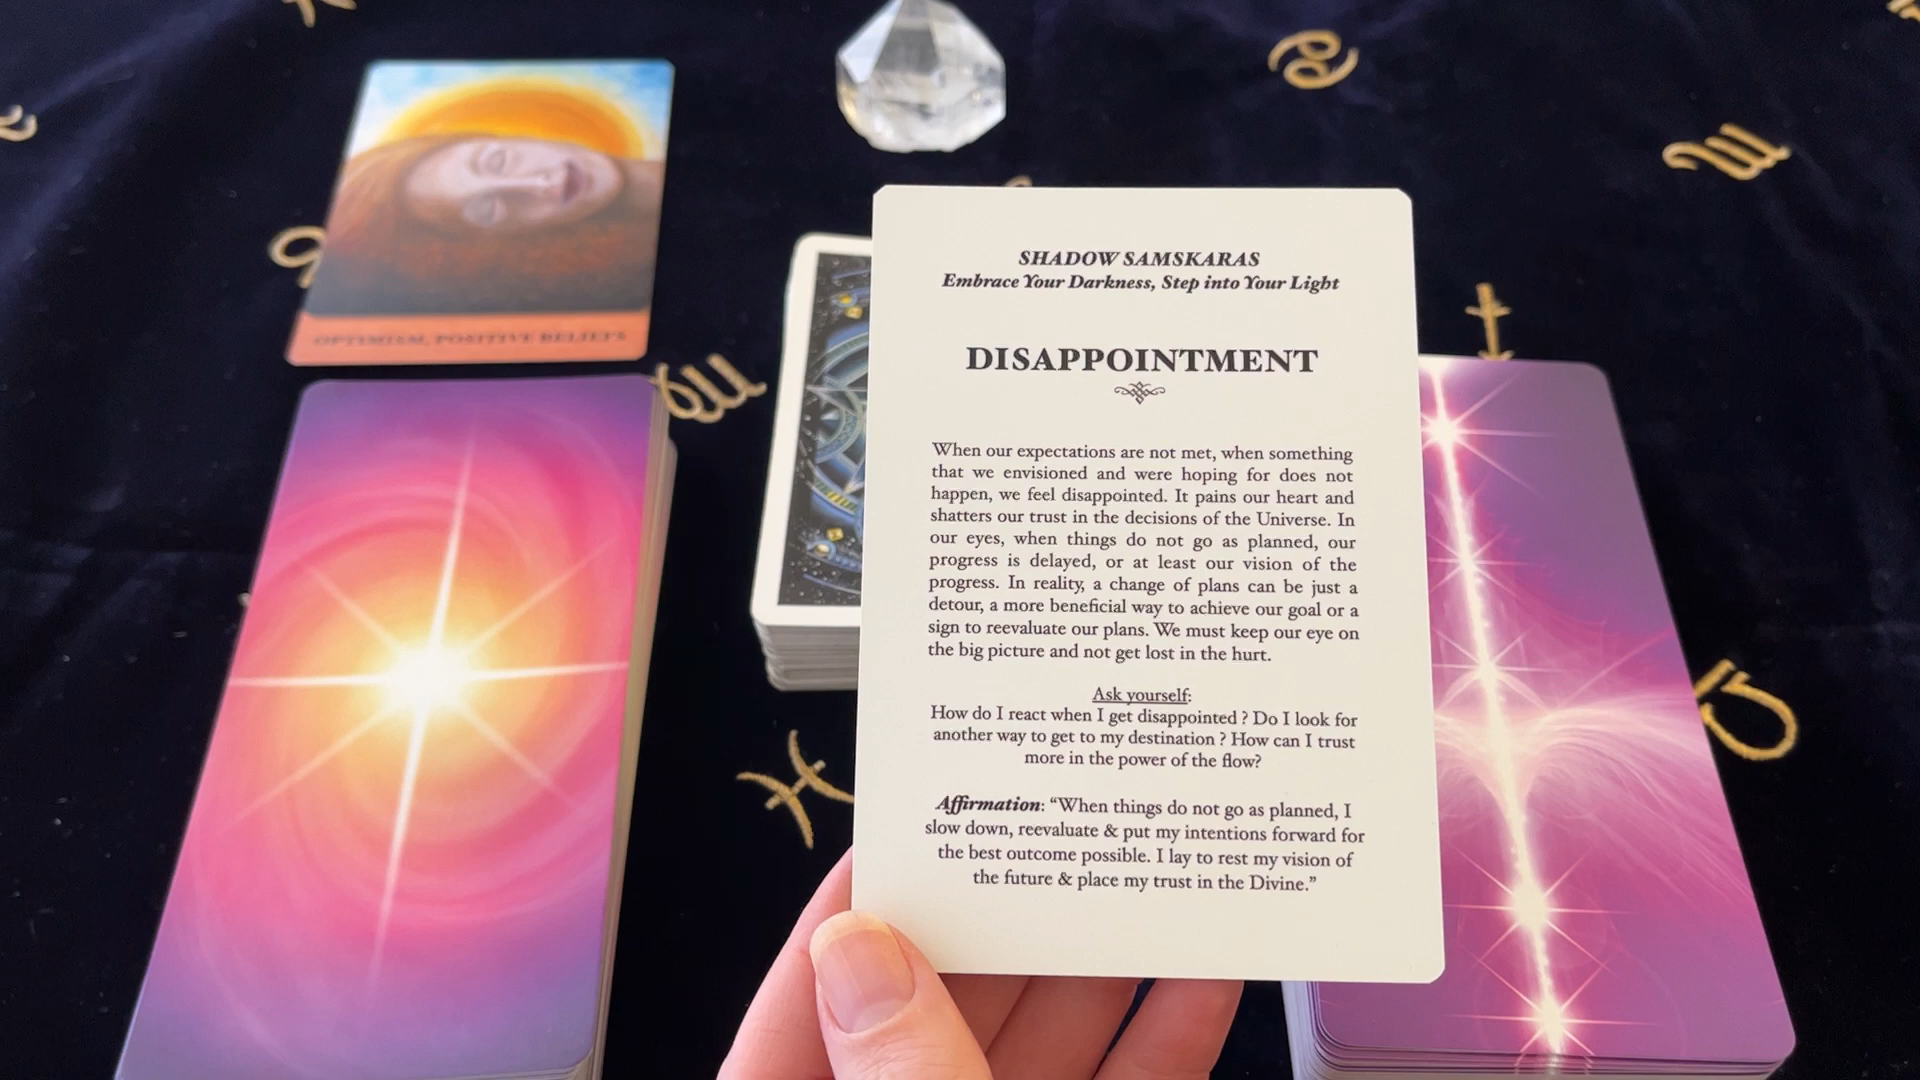 OPTIMISM, POSITIVE BELIEFS
SHADOW SAMSKARAS
Embrace Your Darkness, Step into Your Light
DISAPPOINTMENT
When our expectations are not met, when something
that we envisioned and were hoping for does not
happen, we feel disappointed. It pains our heart and
shatters our trust in the decisions of the Universe. In
our eyes, when things do not go as planned, our
progress is delayed, or at least our vision of the
progress. In reality, a change of plans can be just a
detour, a more beneficial way to achieve our goal or a
sign to reevaluate our plans. We must keep our eye on
the big picture and not get lost in the hurt.
Ask yourself:
How do I react when I get disappointed ? Do I look for
another way to get to my destination ? How can I trust
more in the power of the flow?
Affirmation: “When things do not go as planned, I
slow down, reevaluate & put my intentions forward for
the best outcome possible. I lay to rest my vision of
the future & place my trust in the Divine.”